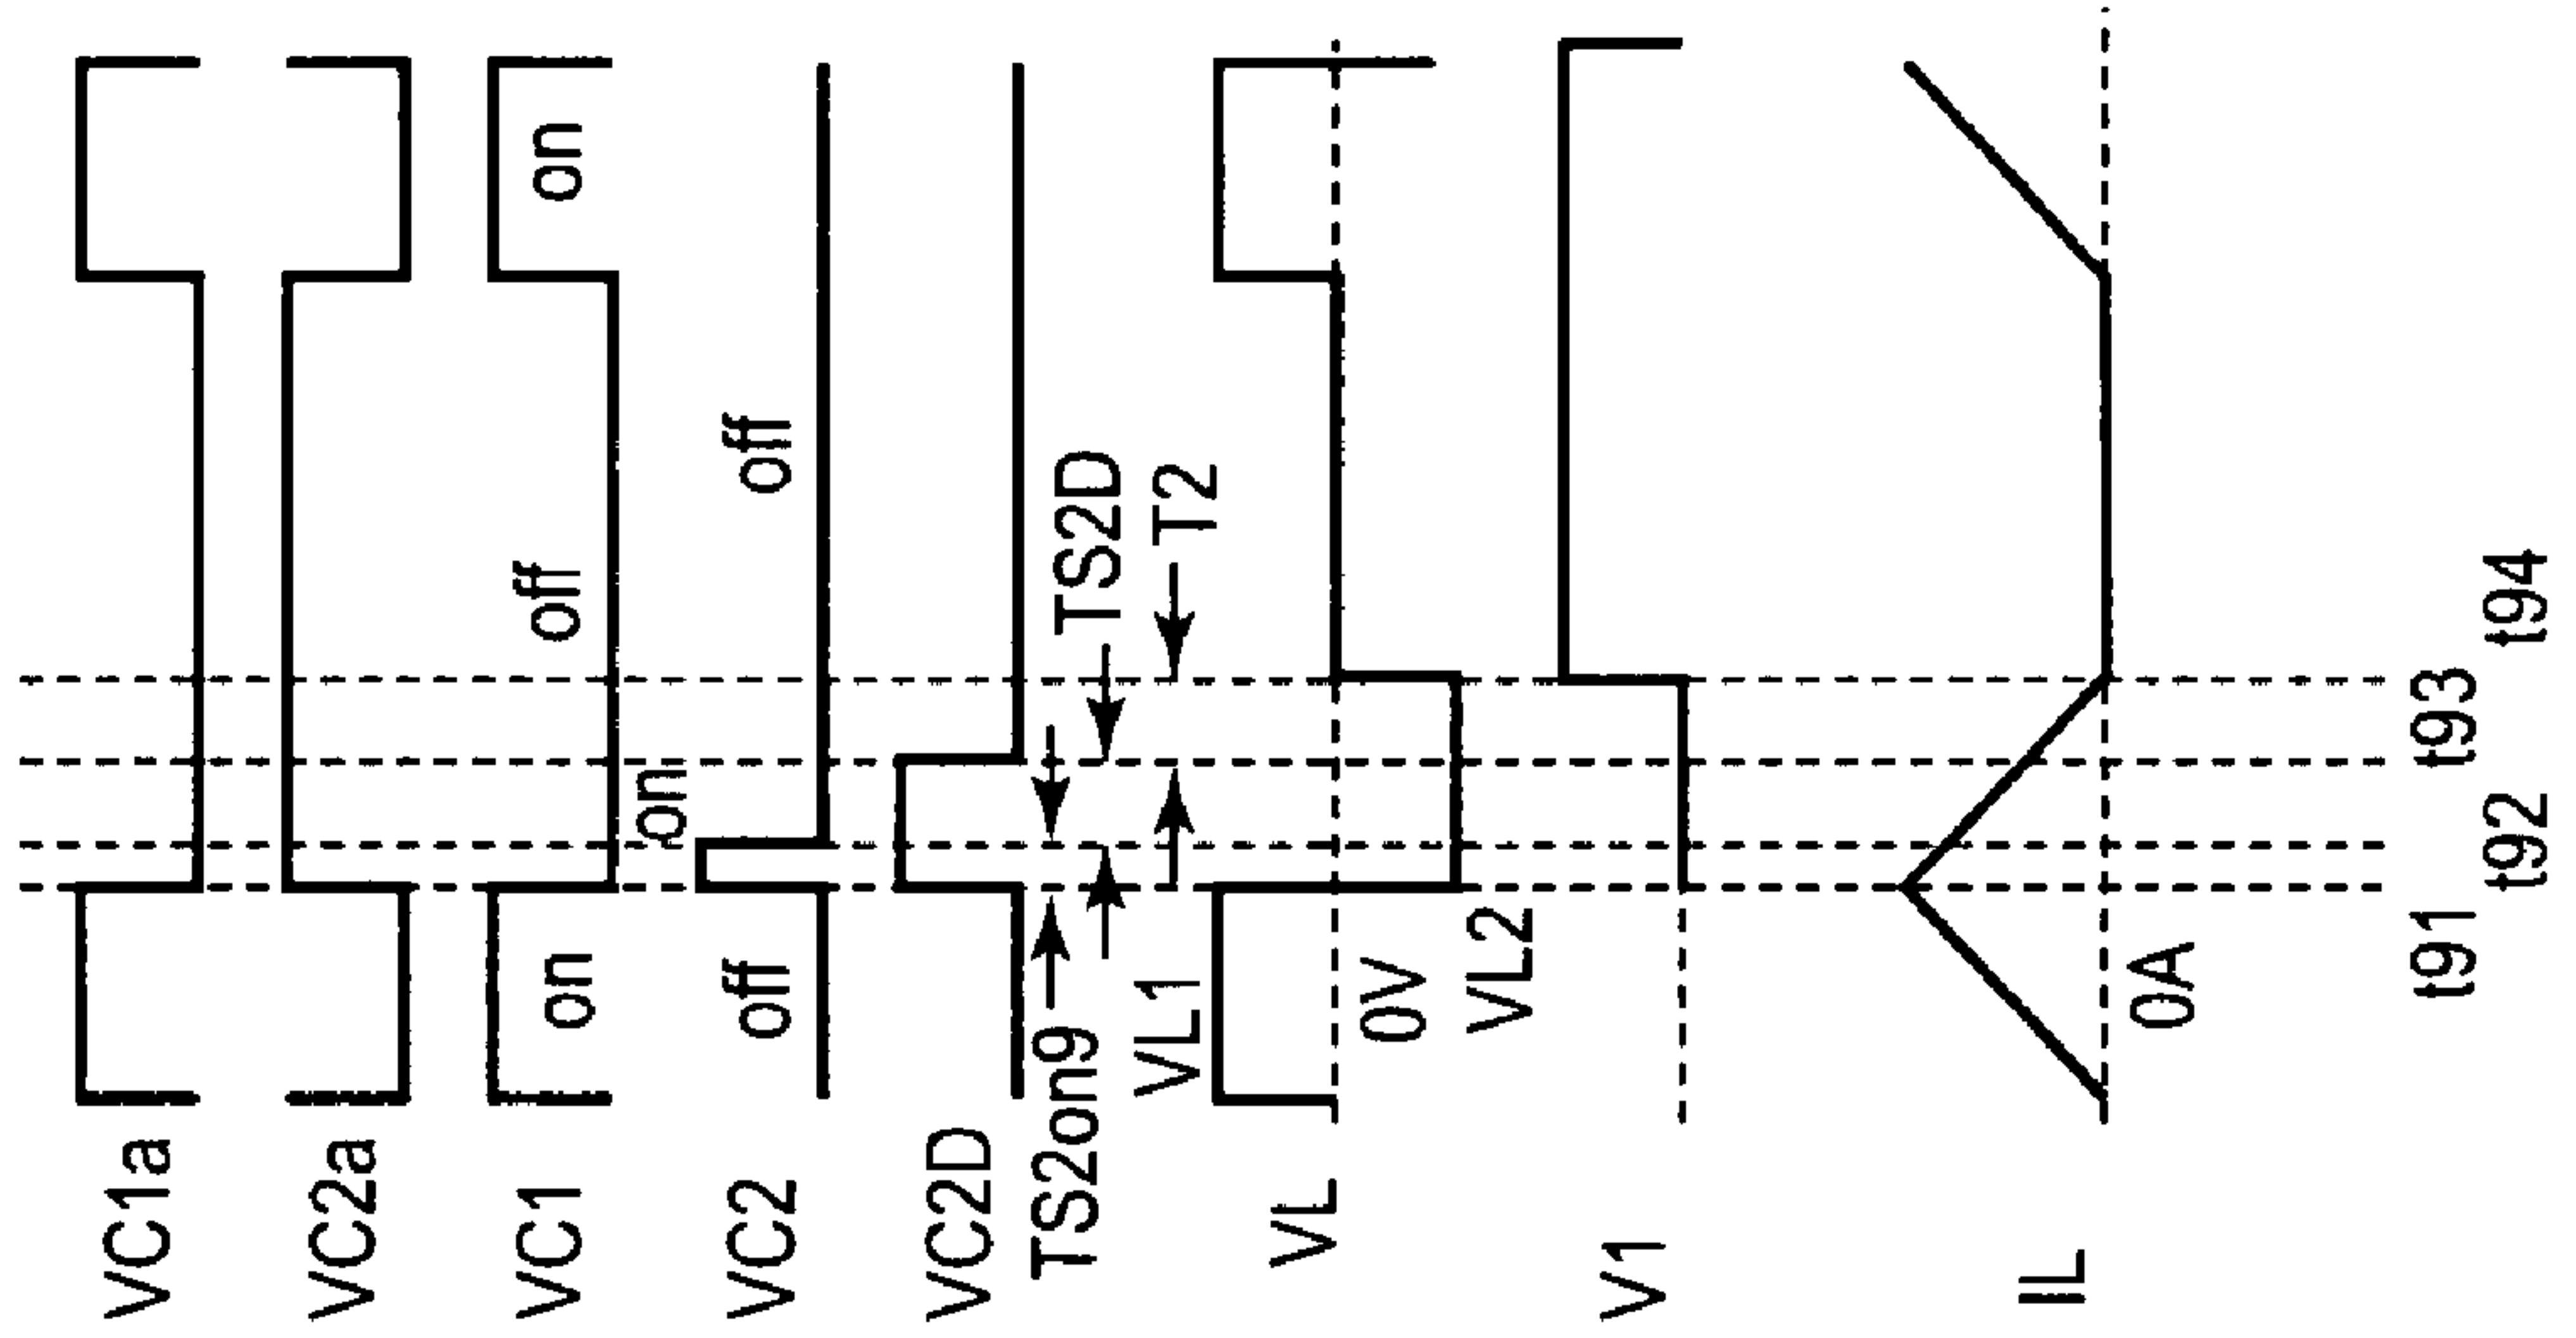 VC1a
VC2a
VC1 on off on
VC2 off on off
VC2D
TS2on9 TS2D
T2
VL VL1 0V VL2
V1
IL 0A
t91 t92 t93 t94